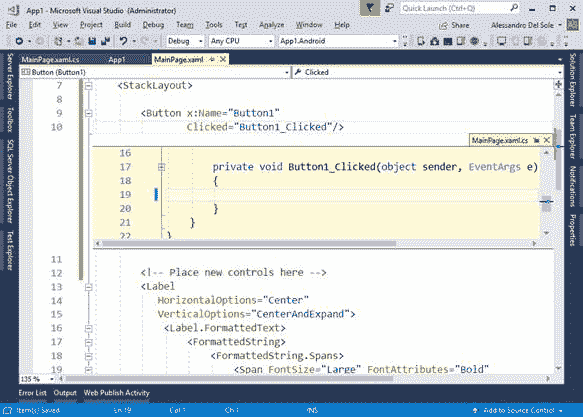 App1 - Microsoft Visual Studio (Administrator)
Quick Launch (Ctrl+Q)
File Edit View Project Build Debug Team Tools Test Analyze Window Help
Share Alessandro Del Sole
Debug Any CPU App1.Android
MainPage.xaml.cs App1 MainPage.xaml
Button (Button1) Clicked
Server Explorer
Toolbox
SQL Server Object Explorer
Test Explorer
7 <StackLayout>
8
9 <Button x:Name="Button1"
10 Clicked="Button1_Clicked"/>
MainPage.xaml.cs
16
17 private void Button1_Clicked(object sender, EventArgs e)
18 {
19
20 }
21 }
22 }
11
12 <!-- Place new controls here -->
13 <Label
14 HorizontalOptions="Center"
15 VerticalOptions="CenterAndExpand">
16 <Label.FormattedText>
17 <FormattedString>
18 <FormattedString.Spans>
19 <Span FontSize="Large" FontAttributes="Bold"
135 %
Solution Explorer
Team Explorer
Notifications
Properties
Error List Output Web Publish Activity
Item(s) Saved Ln 19 Col 1 Ch 1 INS Add to Source Control